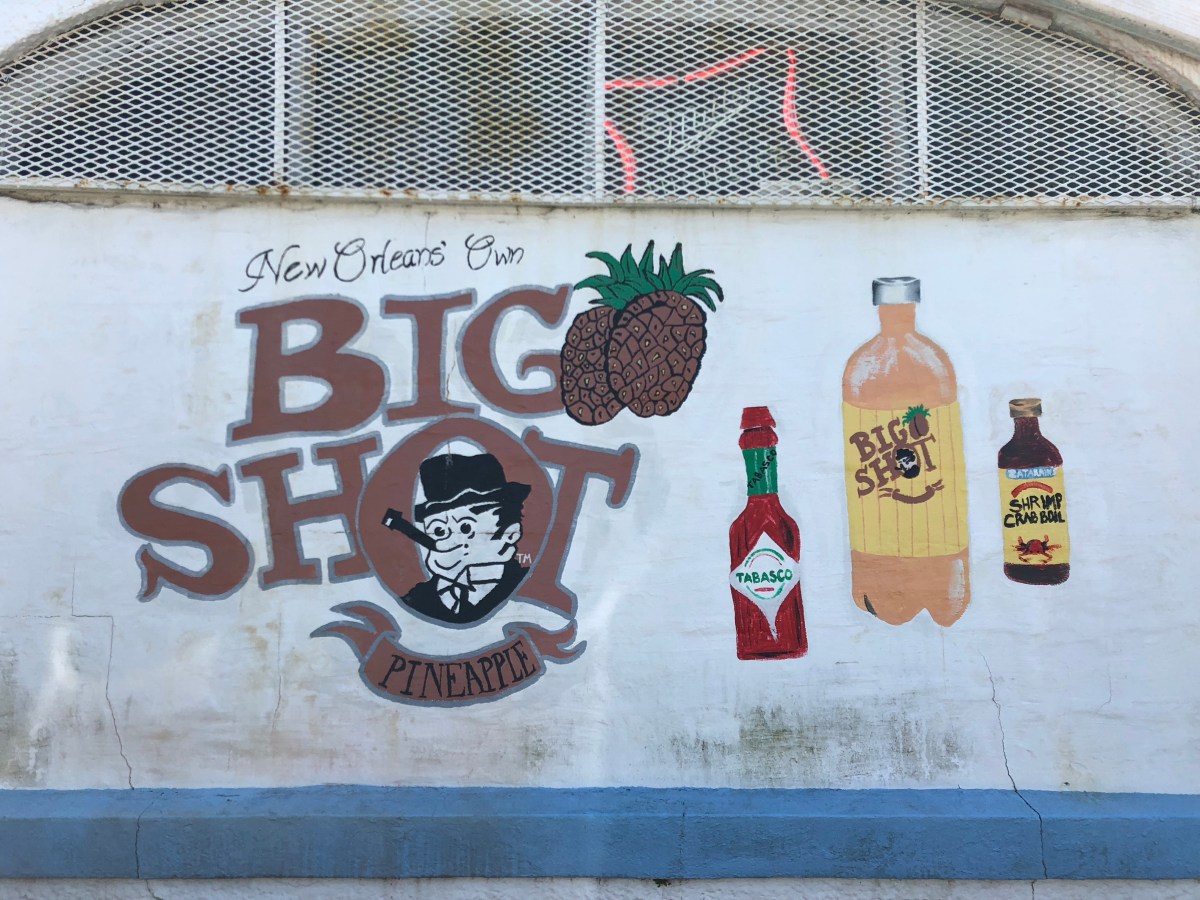 New Orleans' Own
BIG
SHOT
TM
PINEAPPLE
TABASCO
TABASCO
BIG
SHOT
ZATARAIN'S
SHRIMP
CRAB BOIL